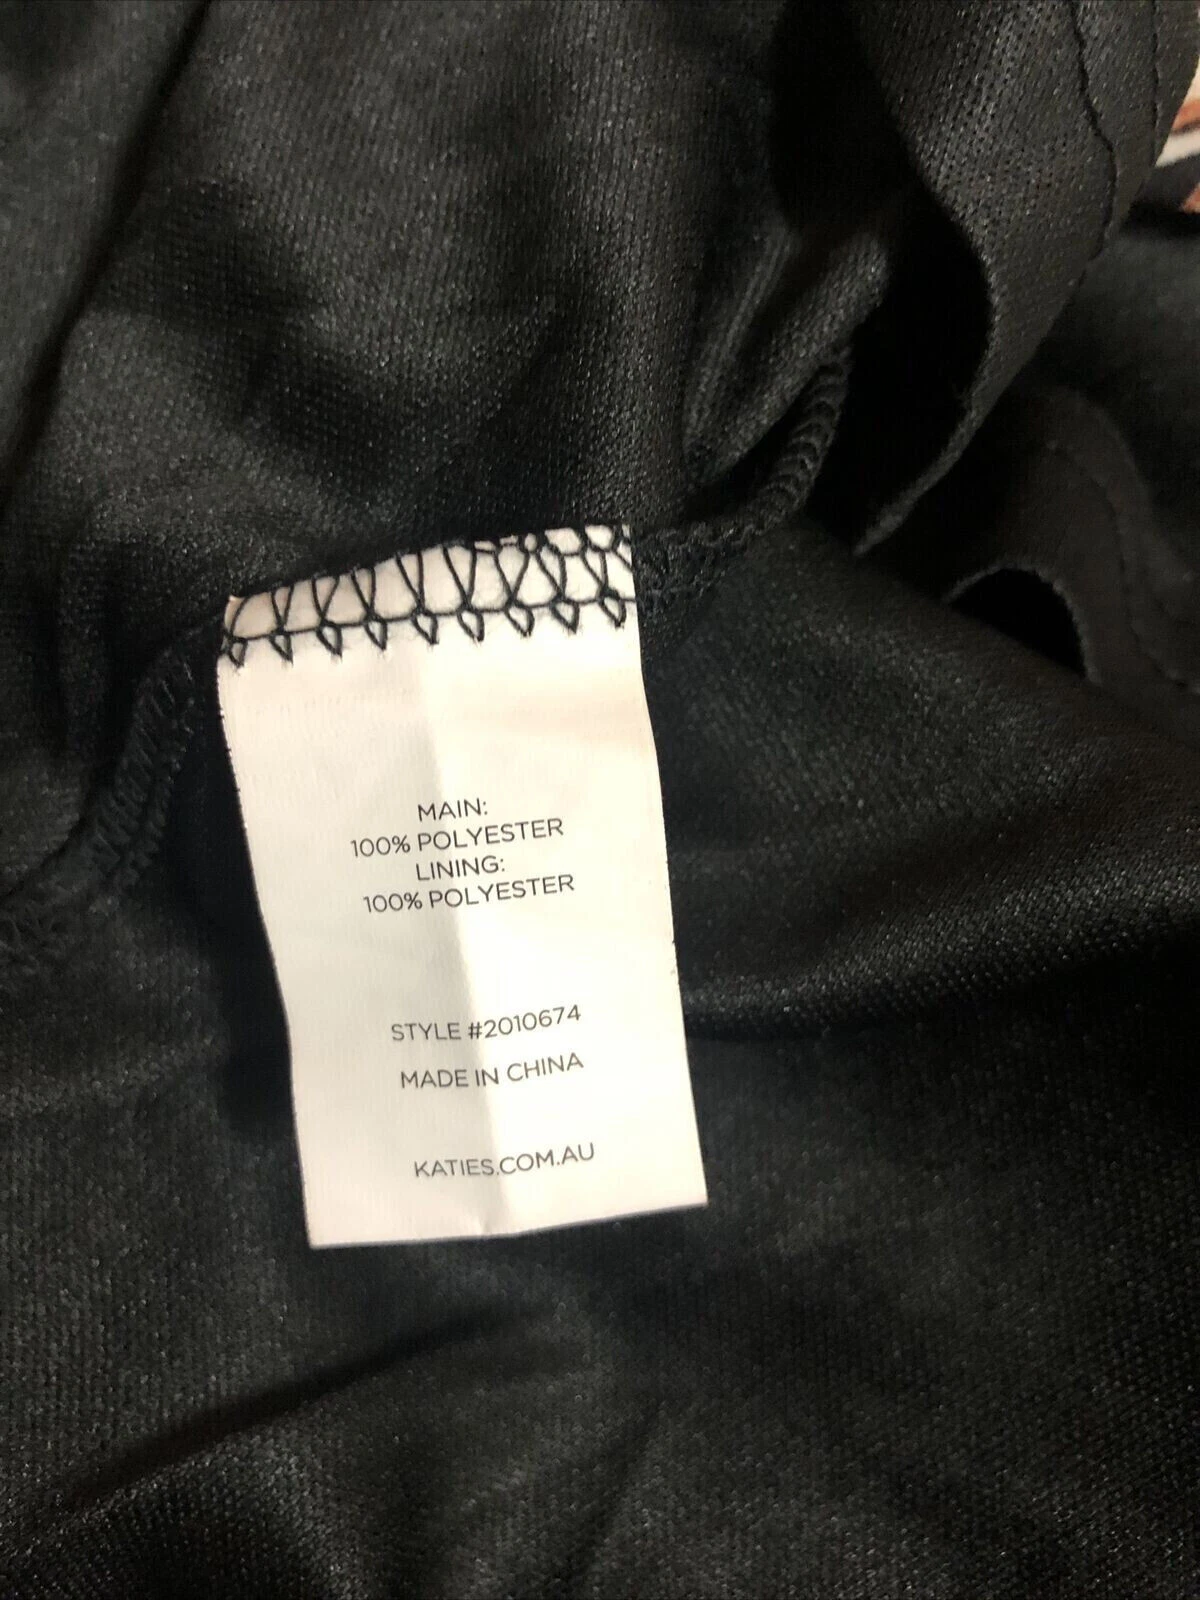 MAIN:
100% POLYESTER
LINING:
100% POLYESTER
STYLE #2010674
MADE IN CHINA
KATIES.COM.AU